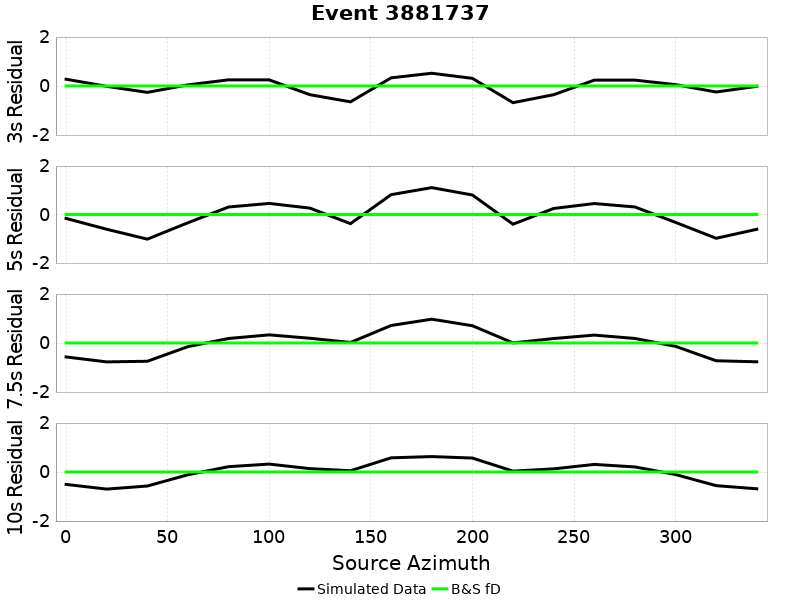 Event 3881737
3s Residual
2
0
-2
5s Residual
2
0
-2
7.5s Residual
2
0
-2
10s Residual
2
0
-2
0 50 100 150 200 250 300
Source Azimuth
Simulated Data B&S fD